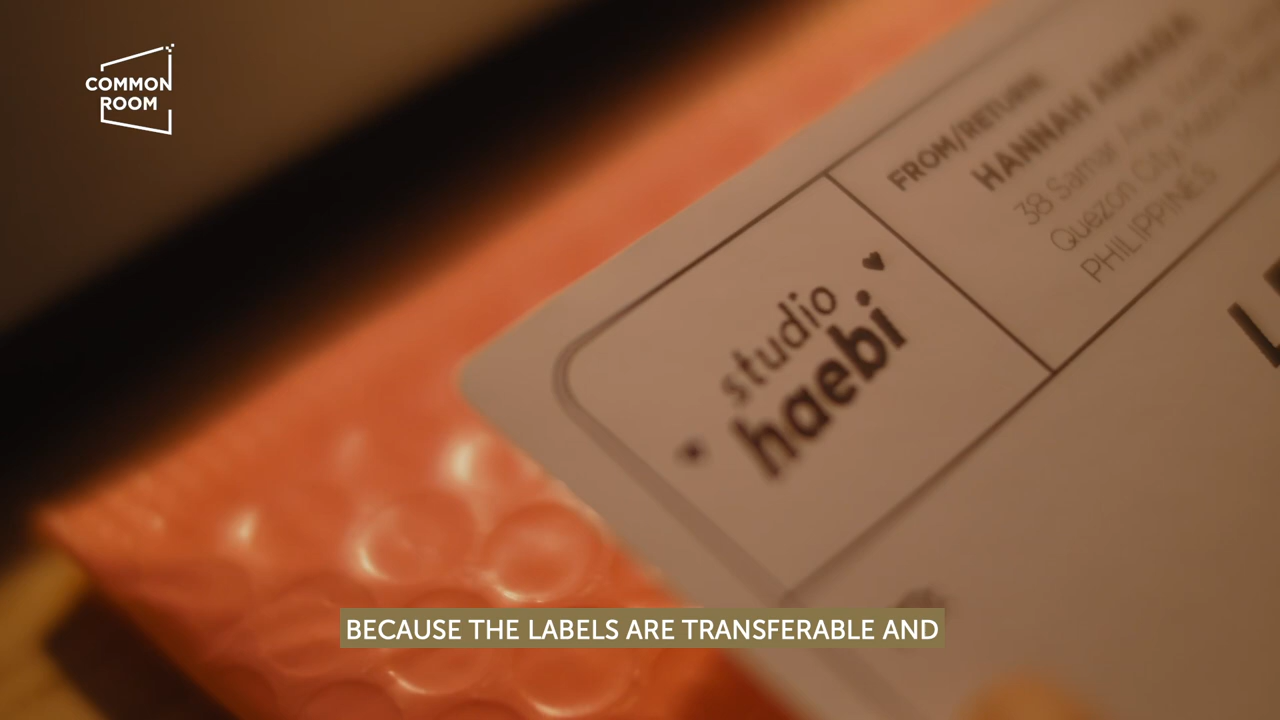 COMMON
ROOM
FROM/RETURN:
HANNAH
38 Samar Ave.
Quezon City,
PHILIPPINES
studio
haebi
BECAUSE THE LABELS ARE TRANSFERABLE AND